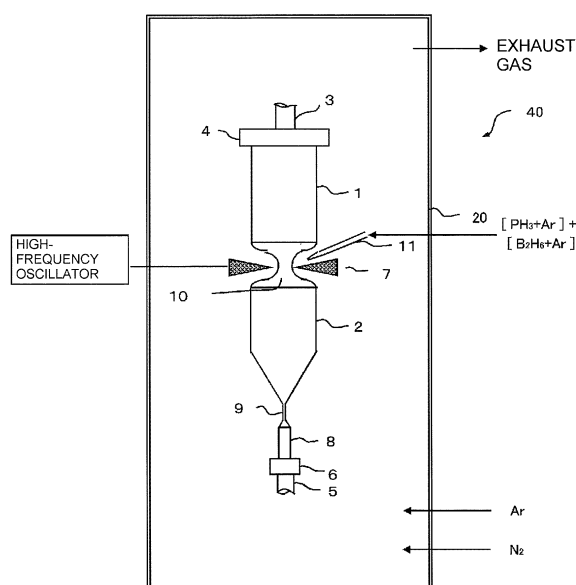 EXHAUST
GAS
3
4
40
1
20
[ PH₃+Ar ] +
[ B₂H₆+Ar ]
11
HIGH-
FREQUENCY
OSCILLATOR
7
10
2
9
8
6
5
Ar
N₂